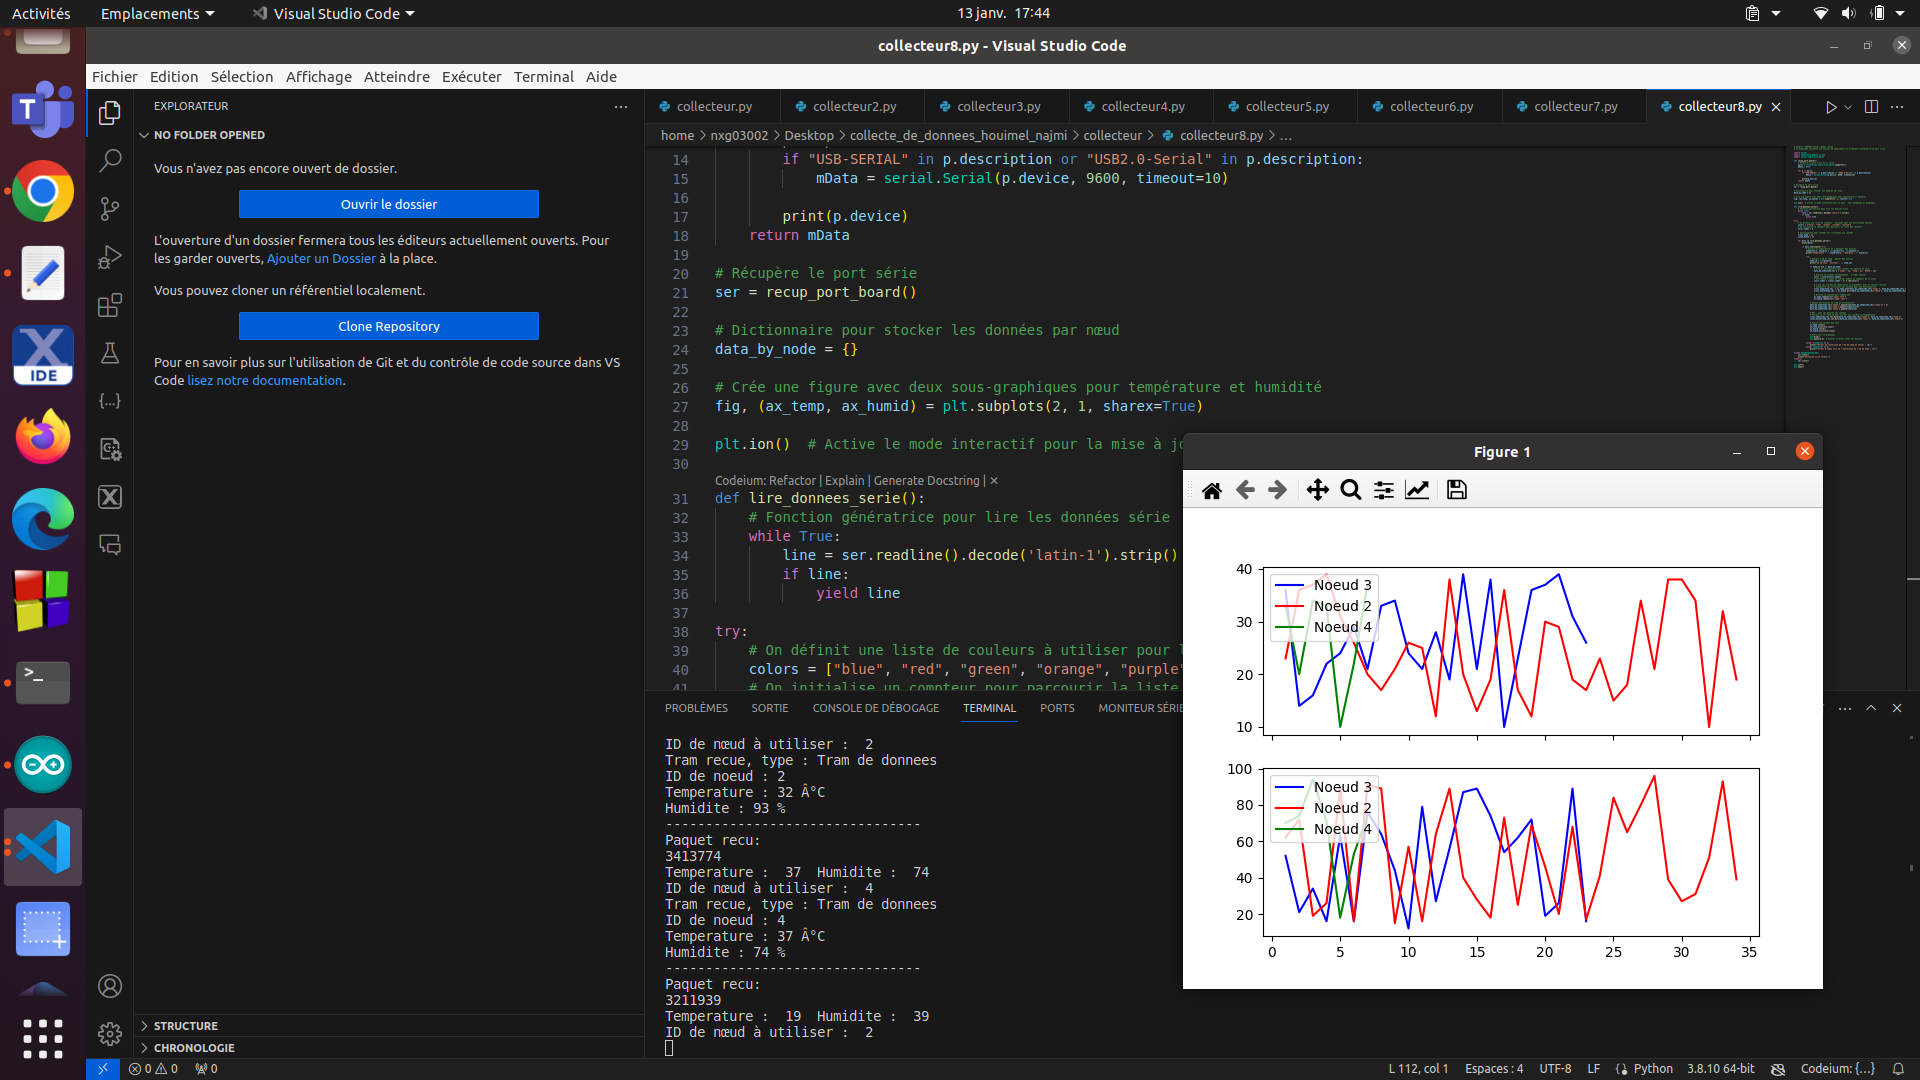 Activités Emplacements Visual Studio Code 13 janv. 17:44
collecteur8.py - Visual Studio Code
Fichier Edition Sélection Affichage Atteindre Exécuter Terminal Aide
EXPLORATEUR
NO FOLDER OPENED
Vous n'avez pas encore ouvert de dossier.
Ouvrir le dossier
L'ouverture d'un dossier fermera tous les éditeurs actuellement ouverts. Pour
les garder ouverts, Ajouter un Dossier à la place.
Vous pouvez cloner un référentiel localement.
Clone Repository
Pour en savoir plus sur l'utilisation de Git et du contrôle de code source dans VS
Code lisez notre documentation.
STRUCTURE
CHRONOLOGIE
collecteur.py collecteur2.py collecteur3.py collecteur4.py collecteur5.py collecteur6.py collecteur7.py collecteur8.py
home > nxg03002 > Desktop > collecte_de_donnees_houimel_najmi > collecteur > collecteur8.py > ...
14 if "USB-SERIAL" in p.description or "USB2.0-Serial" in p.description:
15 mData = serial.Serial(p.device, 9600, timeout=10)
16
17 print(p.device)
18 return mData
19
20 # Récupère le port série
21 ser = recup_port_board()
22
23 # Dictionnaire pour stocker les données par nœud
24 data_by_node = {}
25
26 # Crée une figure avec deux sous-graphiques pour température et humidité
27 fig, (ax_temp, ax_humid) = plt.subplots(2, 1, sharex=True)
28
29 plt.ion() # Active le mode interactif pour la mise à jo
30
Codeium: Refactor | Explain | Generate Docstring | ×
31 def lire_donnees_serie():
32 # Fonction génératrice pour lire les données série
33 while True:
34 line = ser.readline().decode('latin-1').strip()
35 if line:
36 yield line
37
38 try:
39 # On définit une liste de couleurs à utiliser pour l
40 colors = ["blue", "red", "green", "orange", "purple"
41 # On initialise un compteur pour parcourir la liste
PROBLÈMES SORTIE CONSOLE DE DÉBOGAGE TERMINAL PORTS MONITEUR SÉRIE
ID de nœud à utiliser : 2
Tram recue, type : Tram de donnees
ID de noeud : 2
Temperature : 32 Â°C
Humidite : 93 %
--------------------------------
Paquet recu:
3413774
Temperature : 37 Humidite : 74
ID de nœud à utiliser : 4
Tram recue, type : Tram de donnees
ID de noeud : 4
Temperature : 37 Â°C
Humidite : 74 %
--------------------------------
Paquet recu:
3211939
Temperature : 19 Humidite : 39
ID de nœud à utiliser : 2
Figure 1
40
30
20
10
Noeud 3
Noeud 2
Noeud 4
100
80
60
40
20
Noeud 3
Noeud 2
Noeud 4
0 5 10 15 20 25 30 35
T
IDE
0 0 0
L 112, col 1 Espaces : 4 UTF-8 LF Python 3.8.10 64-bit Codeium: {...}